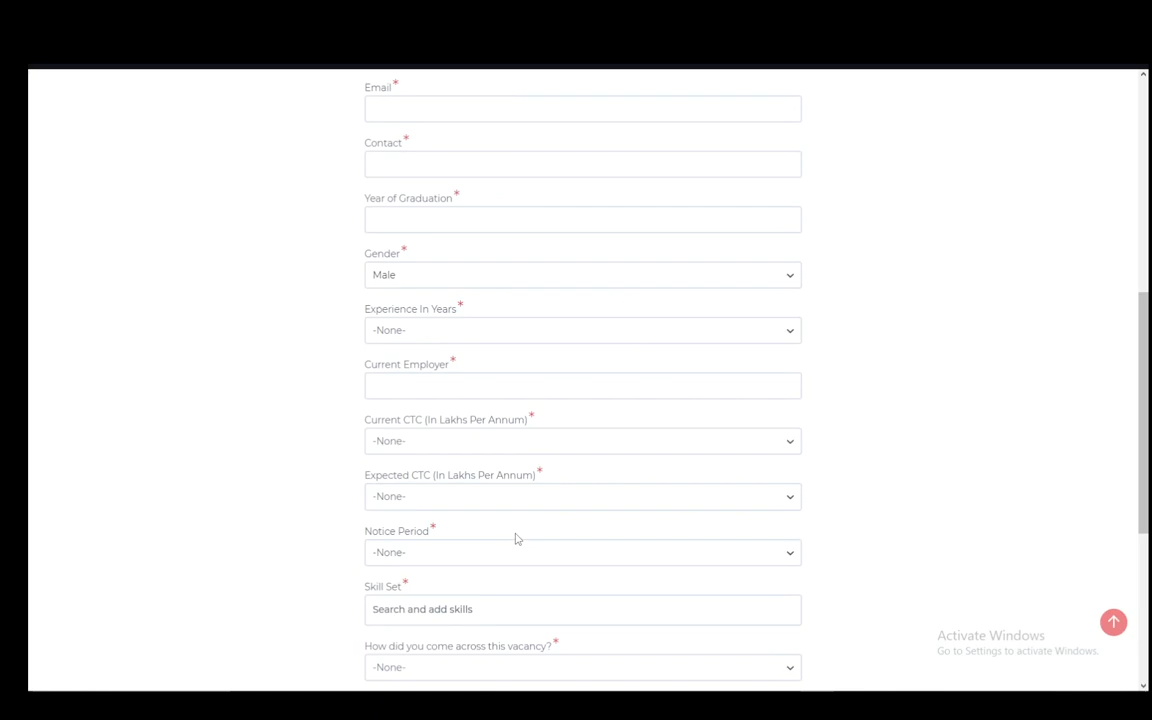 Email*
Contact*
Year of Graduation*
Gender*
Male
Experience In Years*
-None-
Current Employer*
Current CTC (In Lakhs Per Annum)*
-None-
Expected CTC (In Lakhs Per Annum)*
-None-
Notice Period*
-None-
Skill Set*
Search and add skills
How did you come across this vacancy?*
-None-
Activate Windows
Go to Settings to activate Windows.